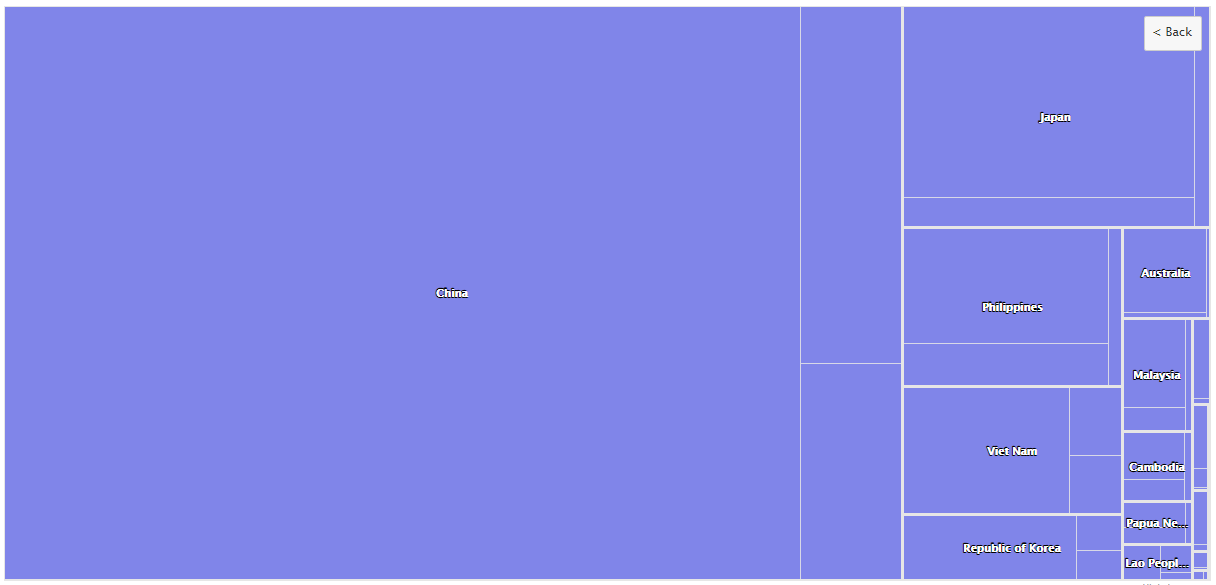 < Back
Japan
China
Australia
Philippines
Malaysia
Viet Nam
Cambodia
Papua Ne...
Republic of Korea
Lao Peopl...